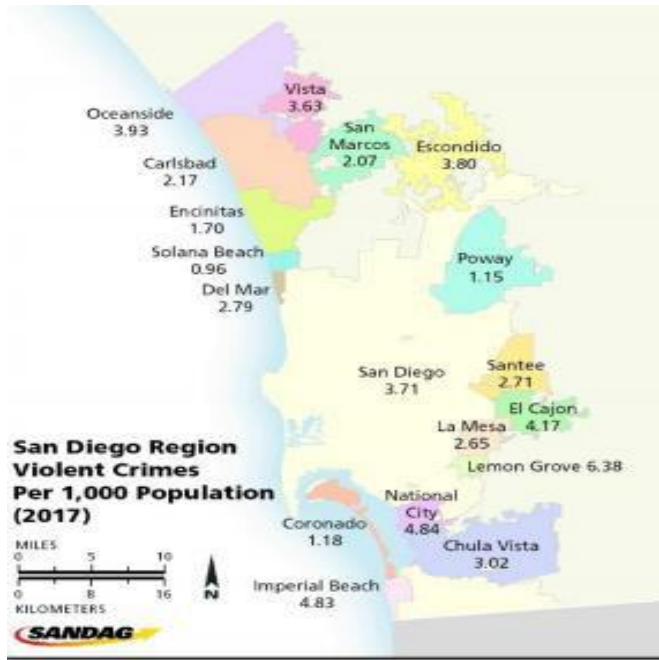 Vista
3.63
Oceanside
3.93
San
Marcos
2.07
Escondido
3.80
Carlsbad
2.17
Encinitas
1.70
Solana Beach
0.96
Del Mar
2.79
Poway
1.15
San Diego
3.71
Santee
2.71
El Cajon
4.17
La Mesa
2.65
Lemon Grove 6.38
San Diego Region
Violent Crimes
Per 1,000 Population
(2017)
National
City
4.84
Coronado
1.18
Chula Vista
3.02
Imperial Beach
4.83
MILES
0 5 10
0 8 16
KILOMETERS
N
SANDAG